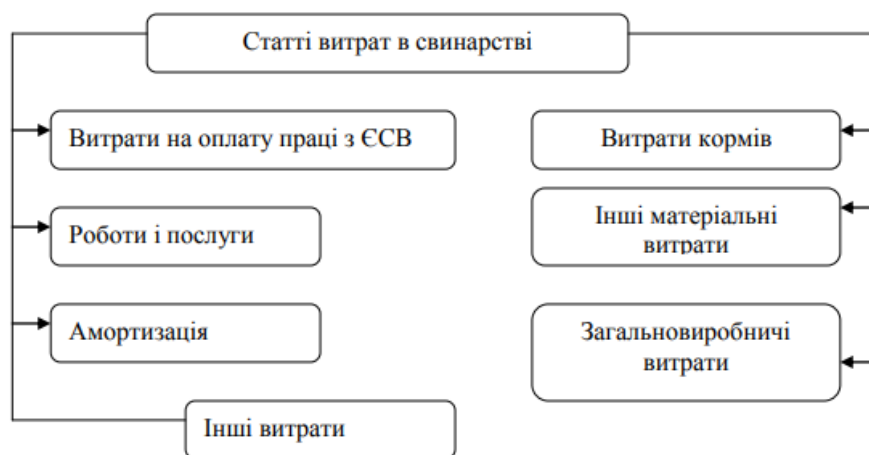 Статті витрат в свинарстві
Витрати на оплату праці з ЄСВ
Витрати кормів
Роботи і послуги
Інші матеріальні
витрати
Амортизація
Загальновиробничі
витрати
Інші витрати